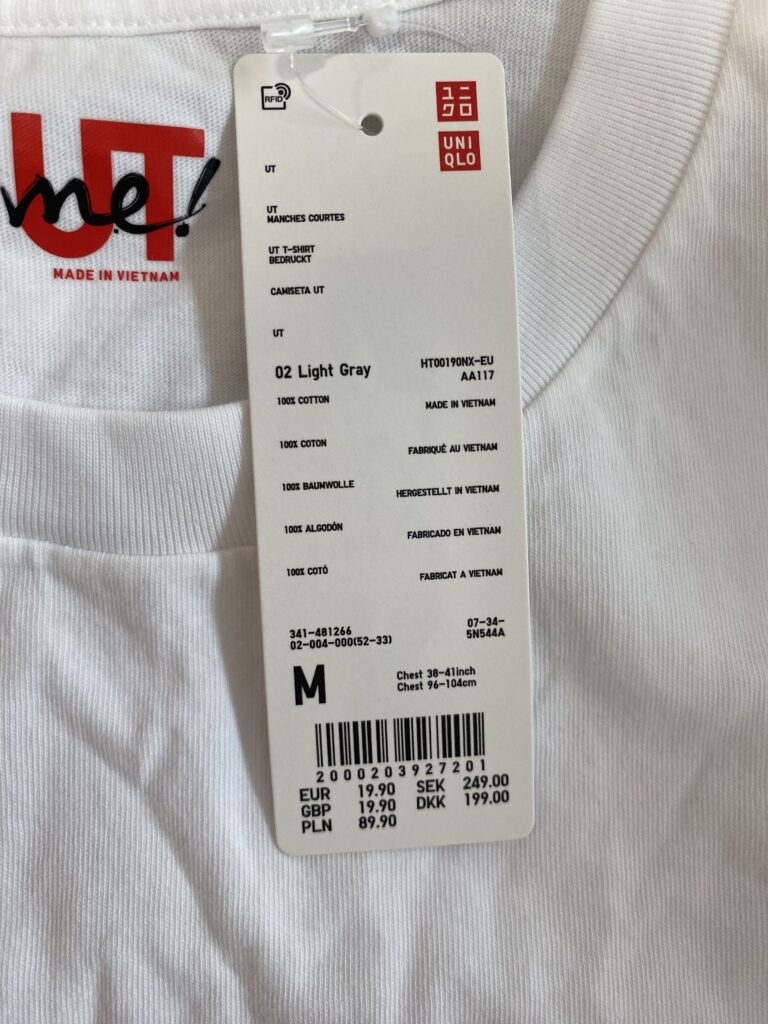 UT
me!
MADE IN VIETNAM
RFID
ユニ
クロ
UNI
QLO
UT
UT
MANCHES COURTES
UT T-SHIRT
BEDRUCKT
CAMISETA UT
UT
02 Light Gray
HT00190NX-EU
AA117
100% COTTON
MADE IN VIETNAM
100% COTON
FABRIQUÉ AU VIETNAM
100% BAUMWOLLE
HERGESTELLT IN VIETNAM
100% ALGODÓN
FABRICADO EN VIETNAM
100% COTÓ
FABRICAT A VIETNAM
341-481266
02-004-000(52-33)
07-34-
5N544A
M
Chest 38-41inch
Chest 96-104cm
2000203927201
EUR 19.90 SEK 249.00
GBP 19.90 DKK 199.00
PLN 89.90